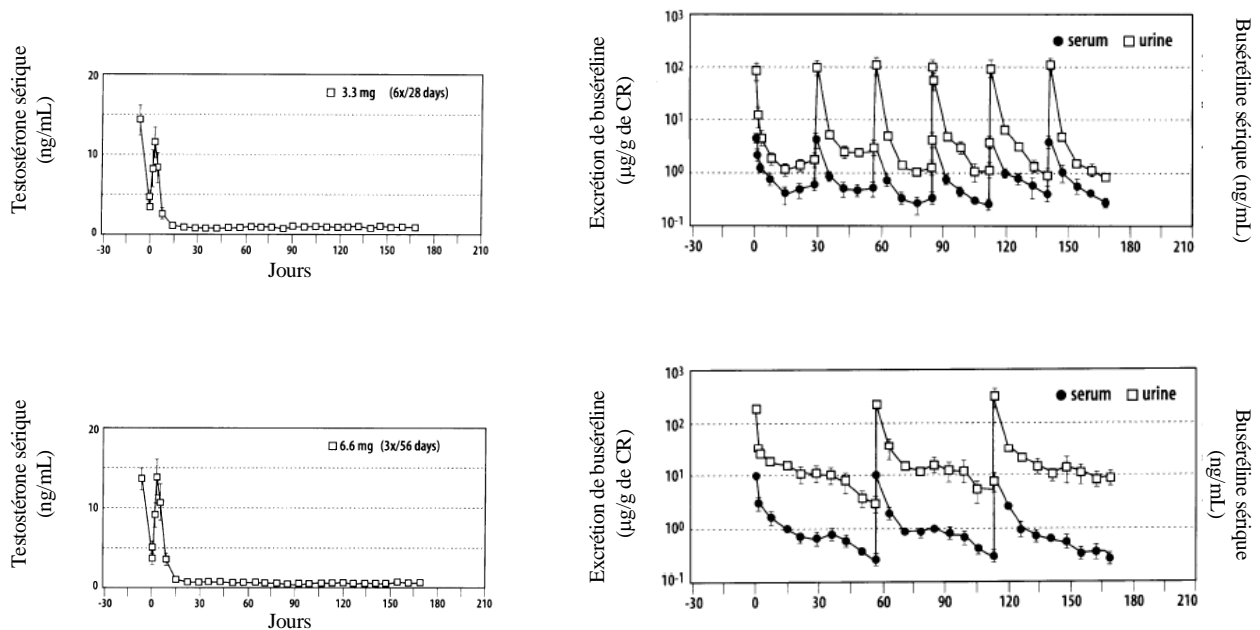 Testostérone sérique
(ng/mL)
20
10
0
□ 3.3 mg (6x/28 days)
-30 0 30 60 90 120 150 180 210
Jours
Excrétion de buséréline
(µg/g de CR)
10³
10²
10¹
10⁰
10⁻¹
● serum □ urine
-30 0 30 60 90 120 150 180 210
Buséréline sérique (ng/mL)
Testostérone sérique
(ng/mL)
20
10
0
□ 6.6 mg (3x/56 days)
-30 0 30 60 90 120 150 180 210
Jours
Excrétion de buséréline
(µg/g de CR)
10³
10²
10¹
10⁰
10⁻¹
● serum □ urine
-30 0 30 60 90 120 150 180 210
Buséréline sérique
(ng/mL)